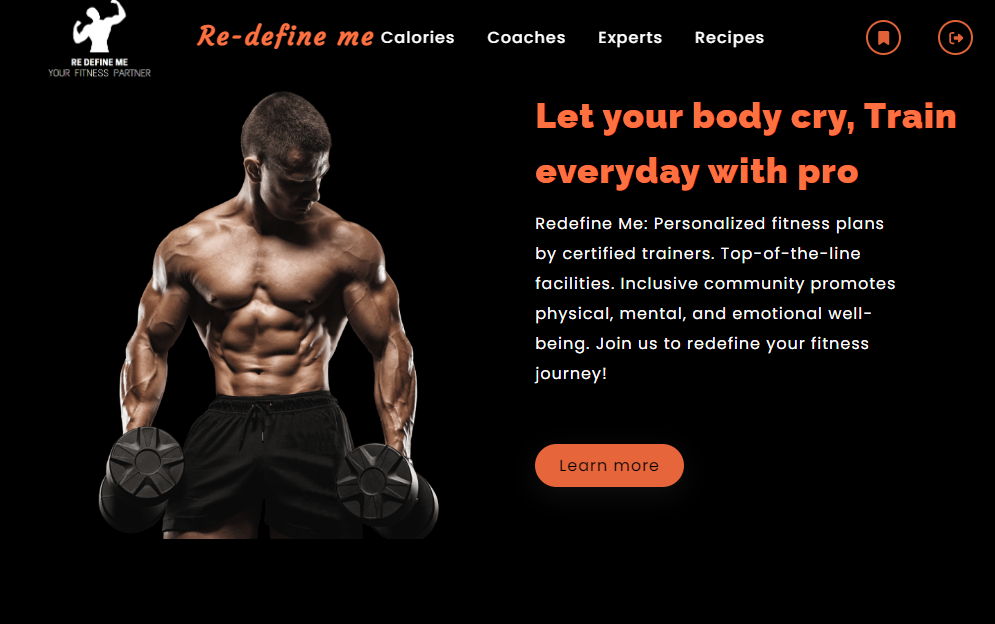 RE DEFINE ME
YOUR FITNESS PARTNER
Re-define me Calories Coaches Experts Recipes
Let your body cry, Train
everyday with pro
Redefine Me: Personalized fitness plans
by certified trainers. Top-of-the-line
facilities. Inclusive community promotes
physical, mental, and emotional well-
being. Join us to redefine your fitness
journey!
Learn more